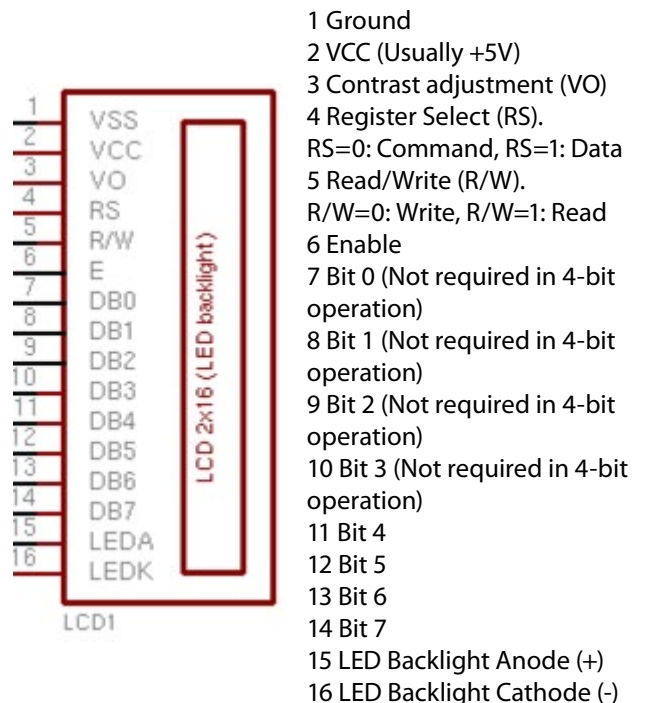 1 Ground
2 VCC (Usually +5V)
3 Contrast adjustment (VO)
4 Register Select (RS).
RS=0: Command, RS=1: Data
5 Read/Write (R/W).
R/W=0: Write, R/W=1: Read
6 Enable
7 Bit 0 (Not required in 4-bit
operation)
8 Bit 1 (Not required in 4-bit
operation)
9 Bit 2 (Not required in 4-bit
operation)
10 Bit 3 (Not required in 4-bit
operation)
11 Bit 4
12 Bit 5
13 Bit 6
14 Bit 7
15 LED Backlight Anode (+)
16 LED Backlight Cathode (-)
1 VSS
2 VCC
3 VO
4 RS
5 R/W
6 E
7 DB0
8 DB1
9 DB2
10 DB3
11 DB4
12 DB5
13 DB6
14 DB7
15 LEDA
16 LEDK
LCD 2x16 (LED backlight)
LCD1